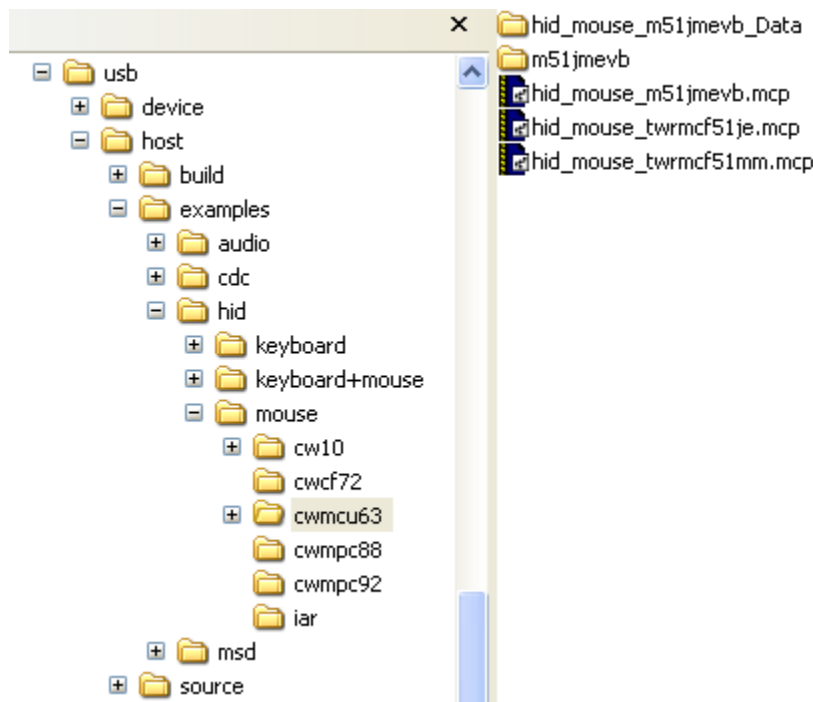 usb
device
host
build
examples
audio
cdc
hid
keyboard
keyboard+mouse
mouse
cw10
cwcf72
cwmcu63
cwmpc88
cwmpc92
iar
msd
source
hid_mouse_m51jmevb_Data
m51jmevb
hid_mouse_m51jmevb.mcp
hid_mouse_twrmcf51je.mcp
hid_mouse_twrmcf51mm.mcp